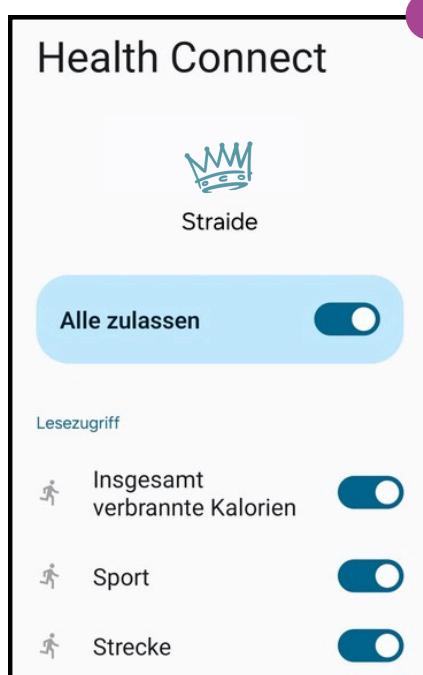 Health Connect
Straide
Alle zulassen
Lesezugriff
Insgesamt
verbrannte Kalorien
Sport
Strecke